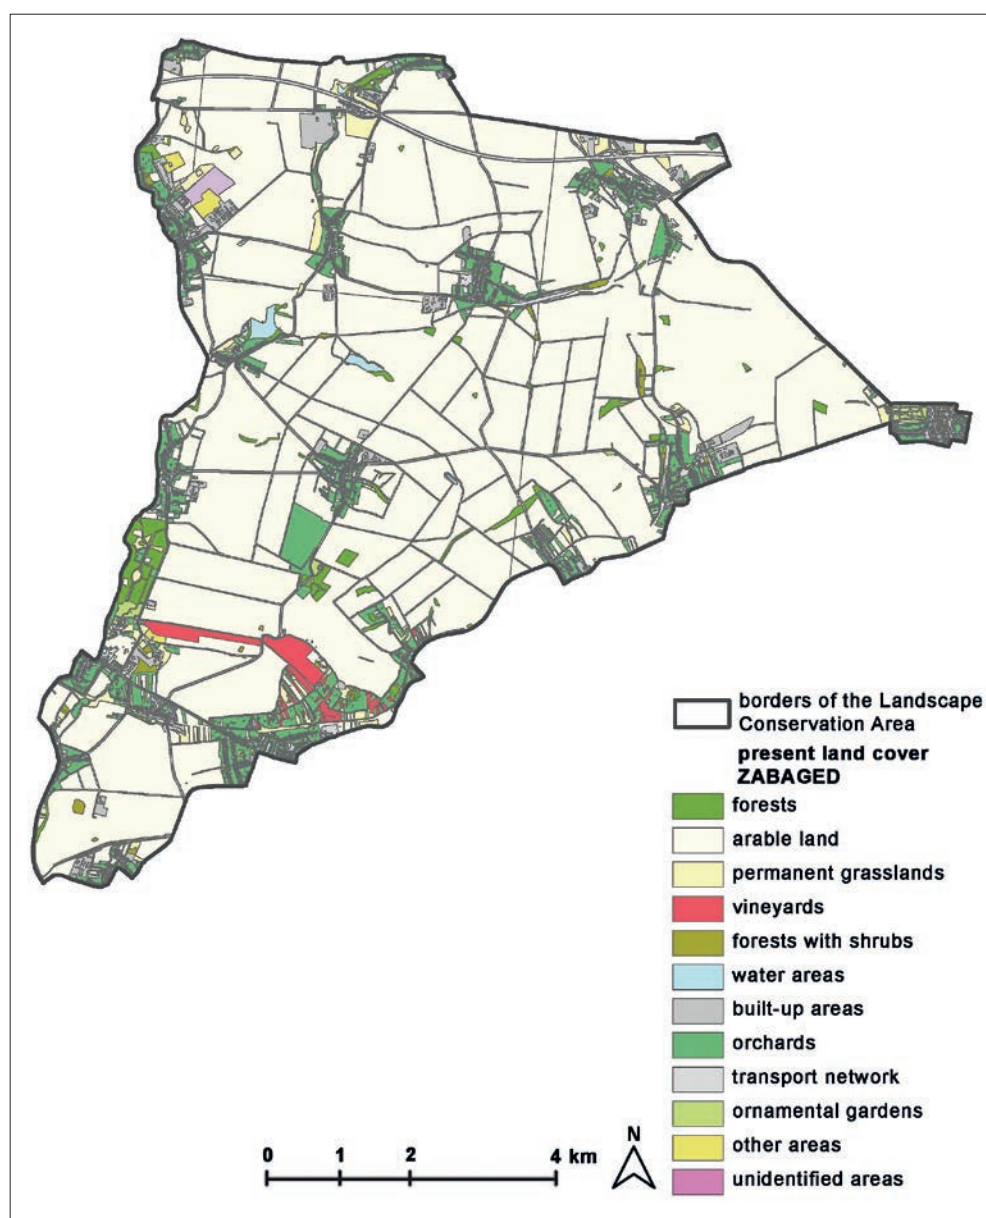 borders of the Landscape
Conservation Area
present land cover
ZABAGED
forests
arable land
permanent grasslands
vineyards
forests with shrubs
water areas
built-up areas
orchards
transport network
ornamental gardens
other areas
unidentified areas
0 1 2 4 km
N